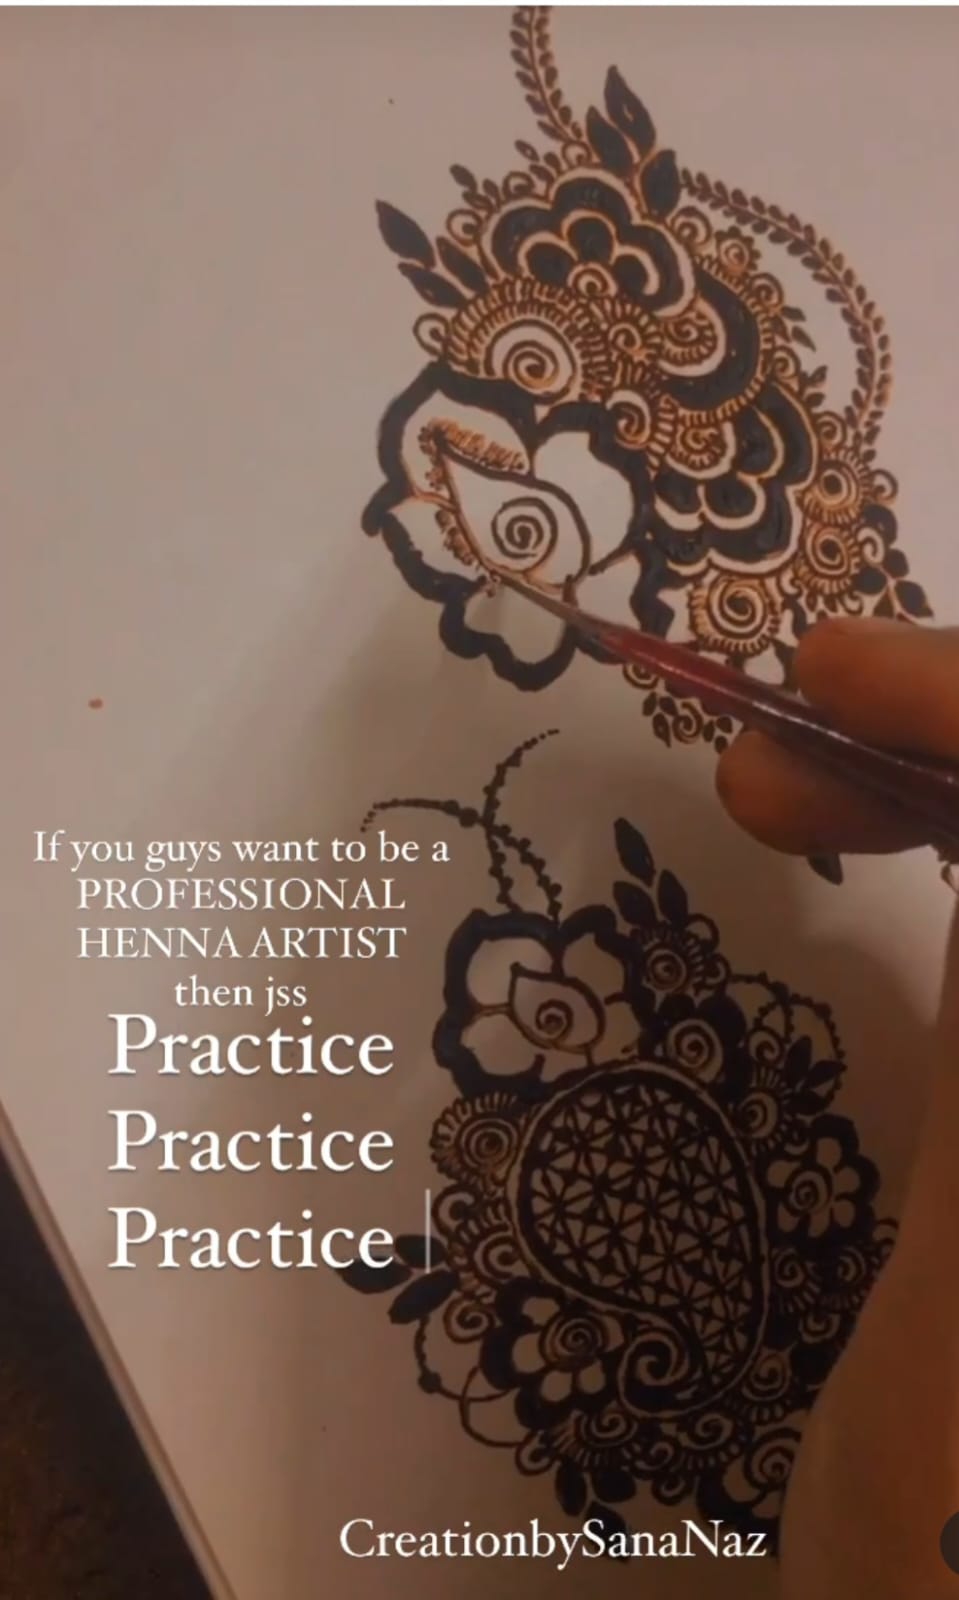 If you guys want to be a
PROFESSIONAL
HENNA ARTIST
then jss
Practice
Practice
Practice
CreationbySanaNaz